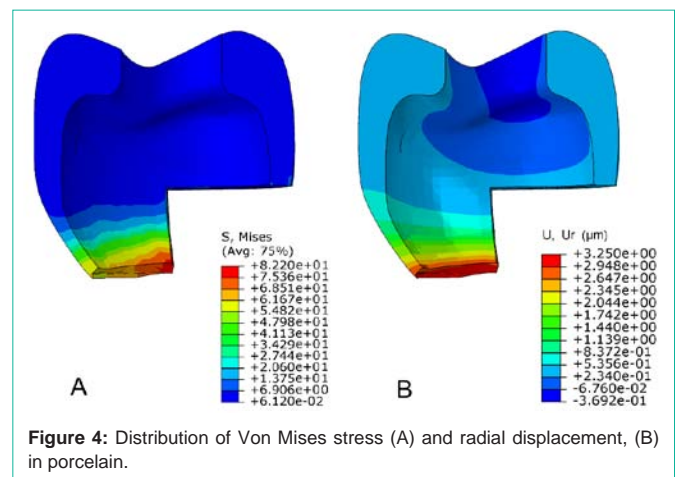 S, Mises
(Avg: 75%)
+8.220e+01
+7.536e+01
+6.851e+01
+6.167e+01
+5.482e+01
+4.798e+01
+4.113e+01
+3.429e+01
+2.744e+01
+2.060e+01
+1.375e+01
+6.906e+00
+6.120e-02
A
U, Ur (μm)
+3.250e+00
+2.948e+00
+2.647e+00
+2.345e+00
+2.044e+00
+1.742e+00
+1.440e+00
+1.139e+00
+8.372e-01
+5.356e-01
+2.340e-01
-6.760e-02
-3.692e-01
B
Figure 4: Distribution of Von Mises stress (A) and radial displacement, (B)
in porcelain.